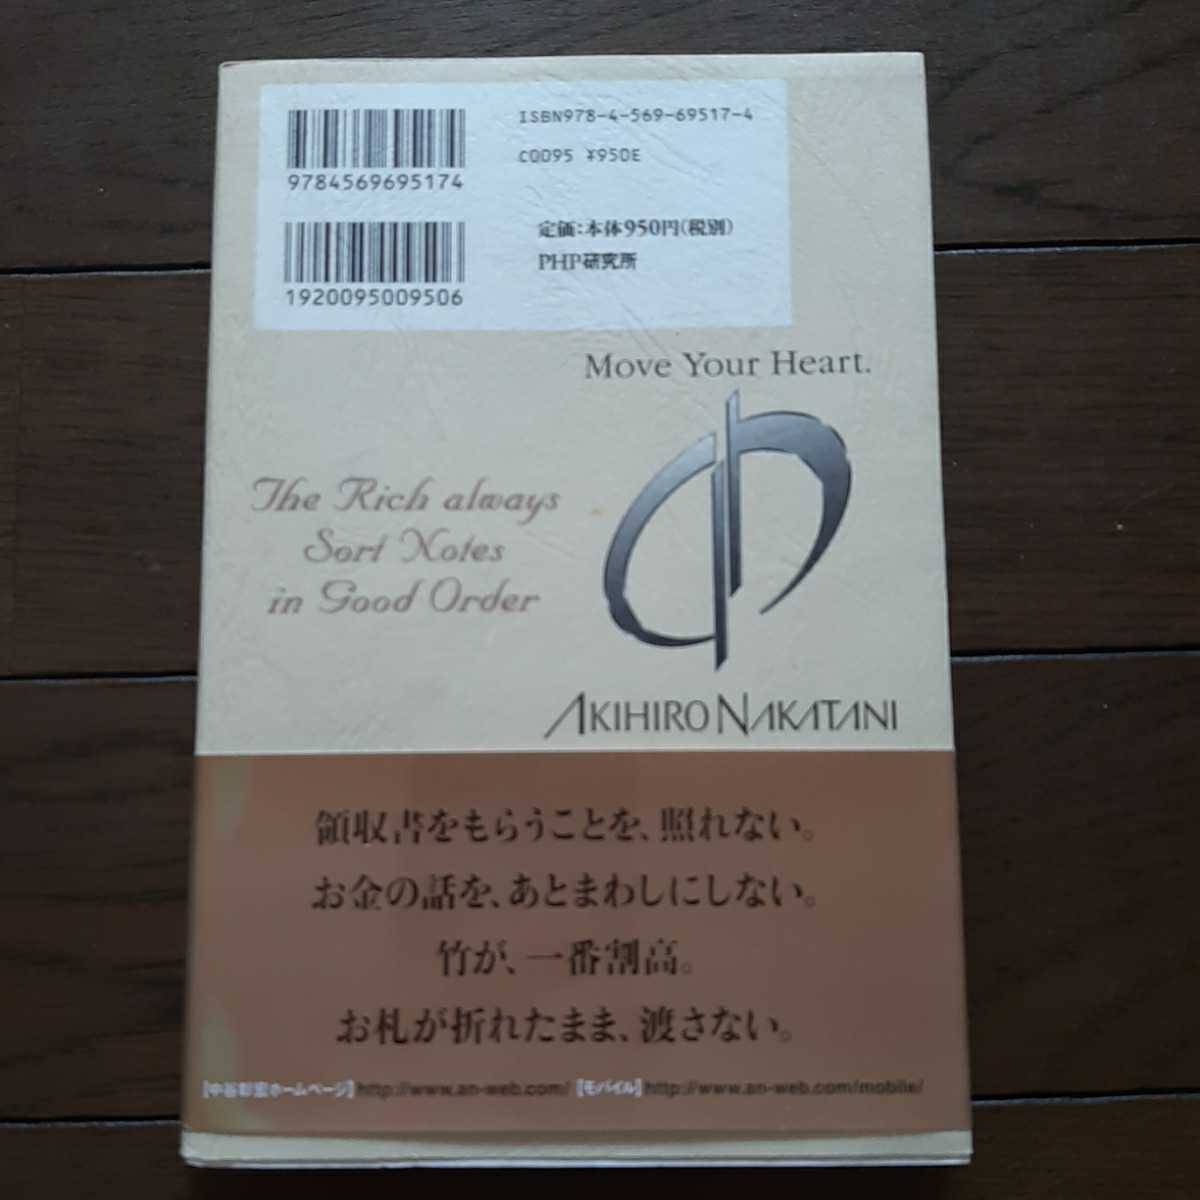 9784569695174
ISBN978-4-569-69517-4
C0095 ¥950E
1920095009506
定価：本体950円（税別）
PHP研究所
Move Your Heart.
The Rich always
Sort Notes
in Good Order
AKIHIRO NAKATANI
領収書をもらうことを、照れない。
お金の話を、あとまわしにしない。
竹が、一番割高。
お札が折れたまま、渡さない。
【中谷彰宏ホームページ】http://www.an-web.com/ 【モバイル】http://www.an-web.com/mobile/